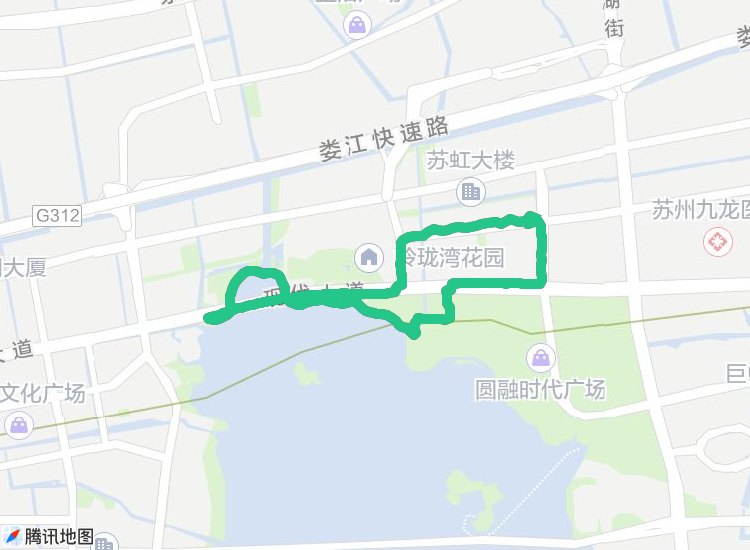 湖街
娄江快速路
苏虹大楼
G312
苏州九龙医
大厦
玲珑湾花园
现代大道
大道
文化广场
圆融时代广场
腾讯地图